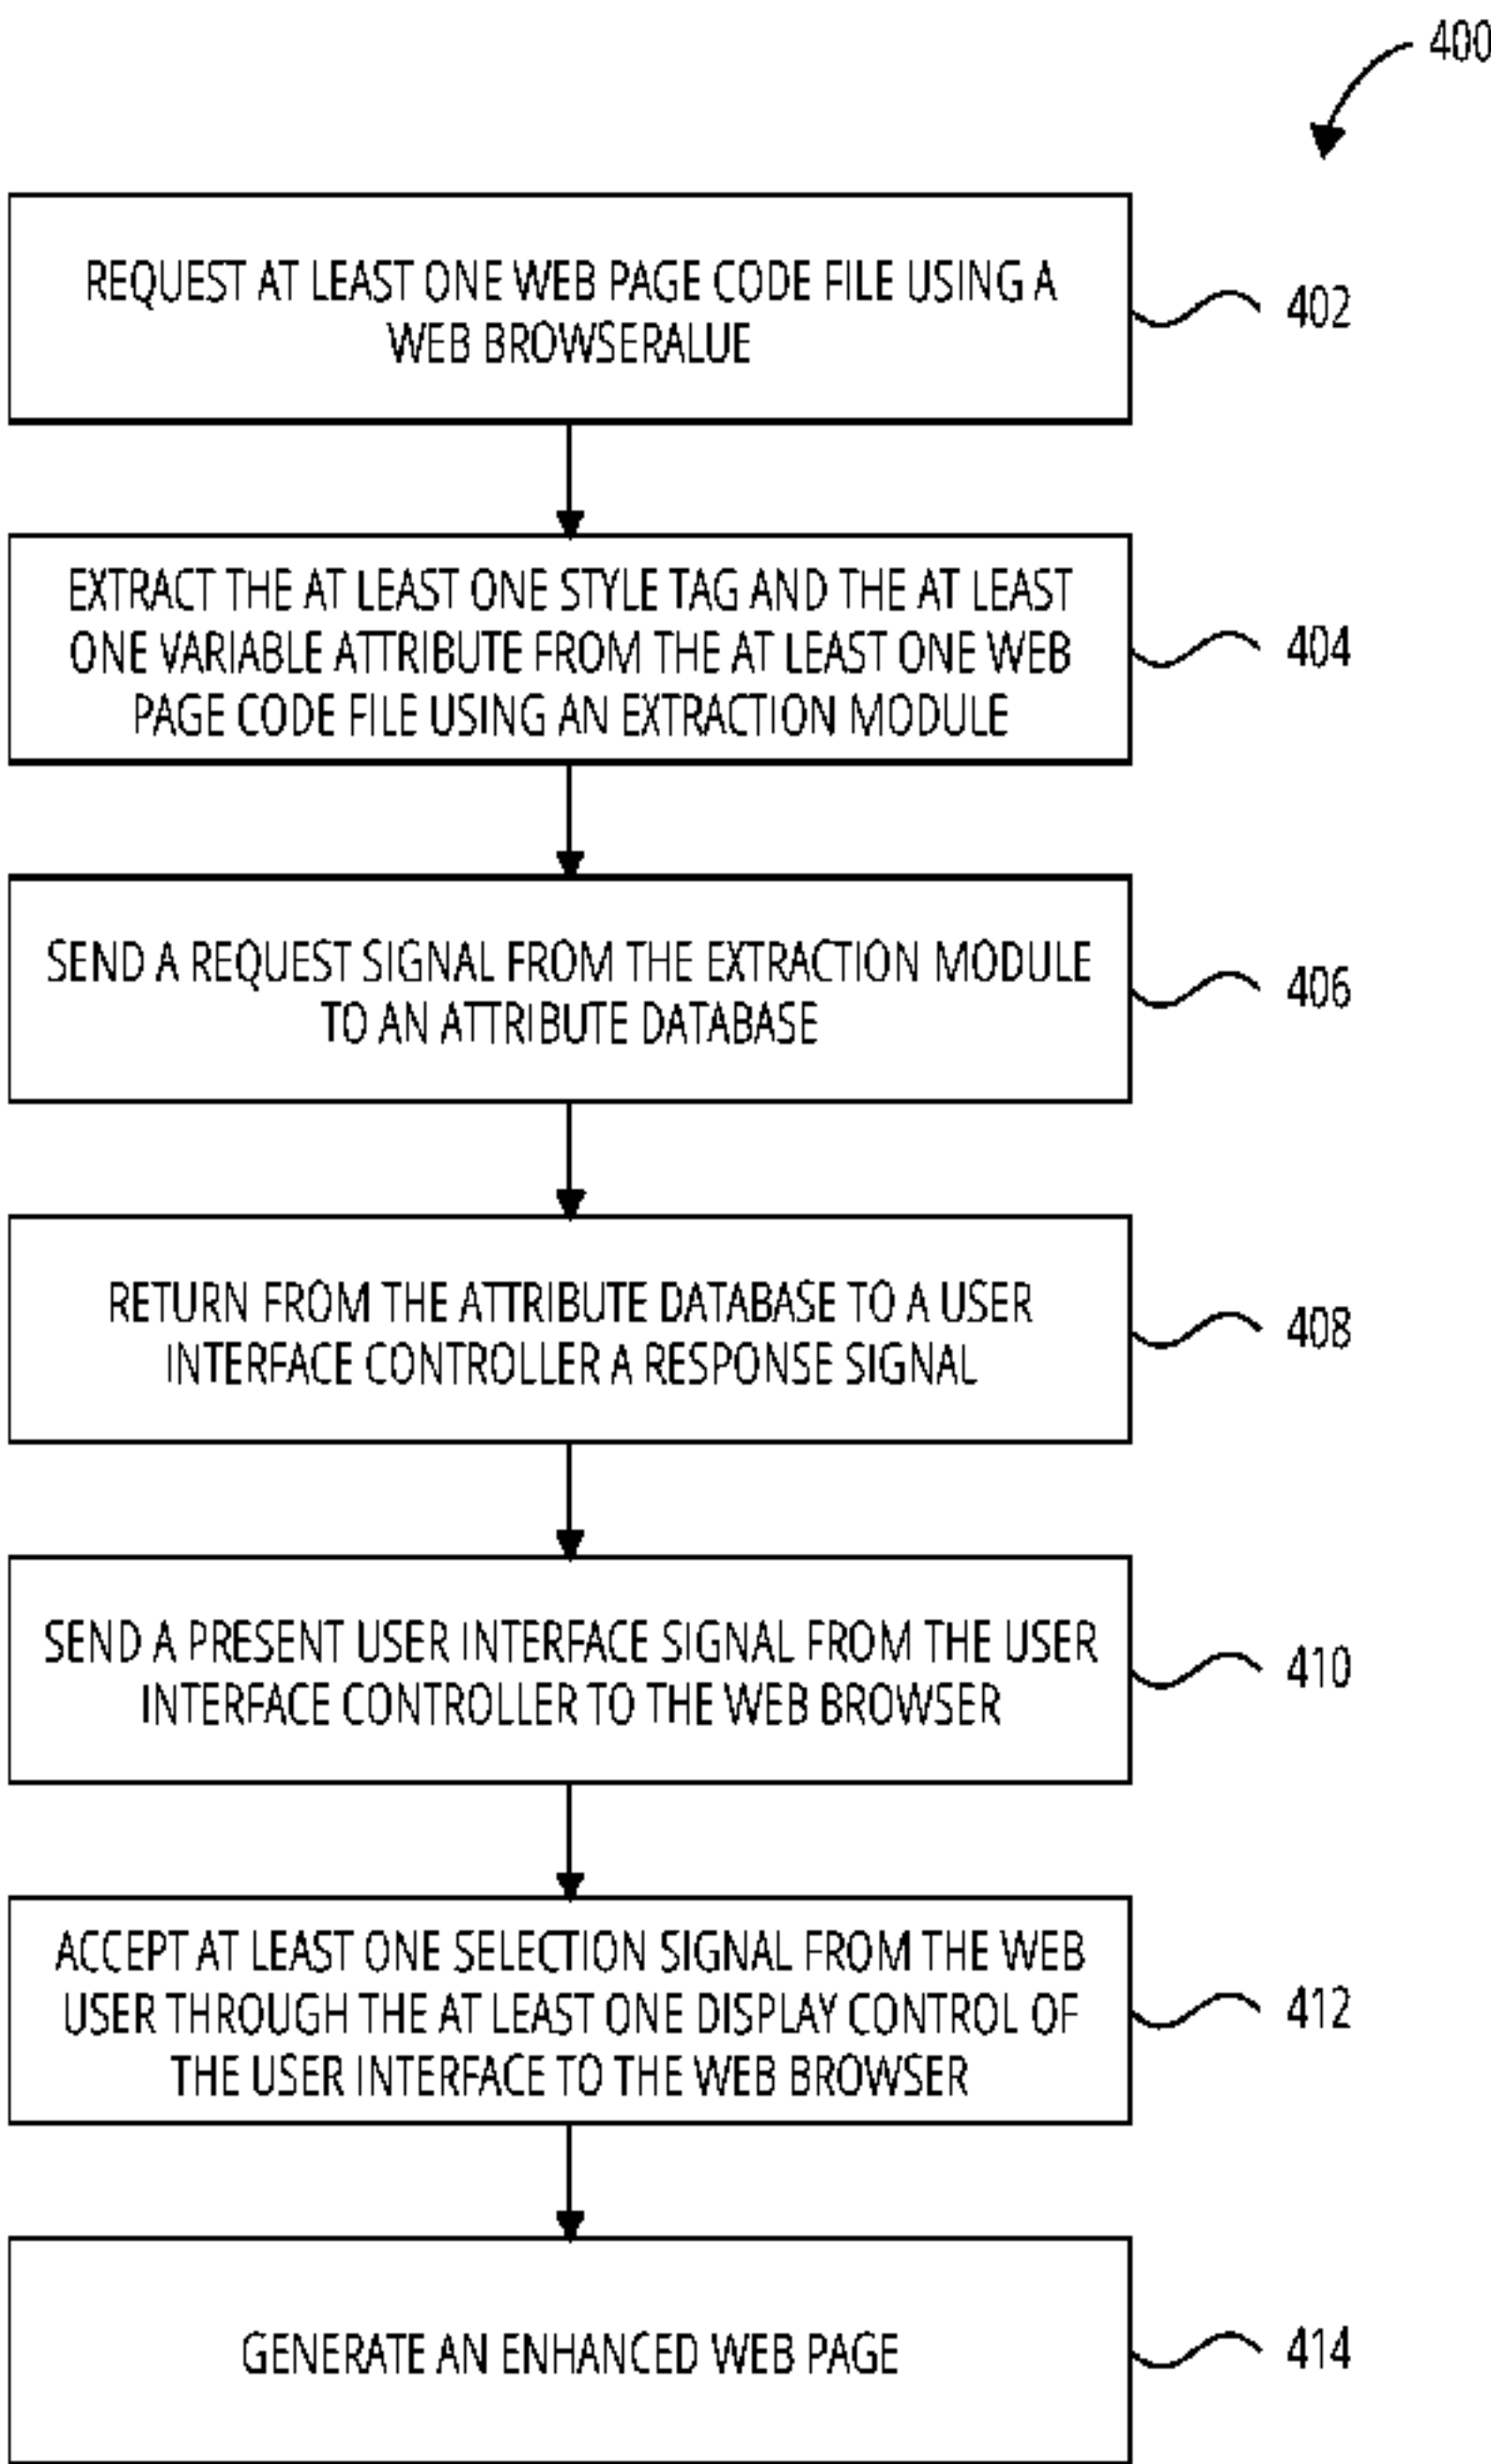 400
REQUEST AT LEAST ONE WEB PAGE CODE FILE USING A
WEB BROWSERALUE
402
EXTRACT THE AT LEAST ONE STYLE TAG AND THE AT LEAST
ONE VARIABLE ATTRIBUTE FROM THE AT LEAST ONE WEB
PAGE CODE FILE USING AN EXTRACTION MODULE
404
SEND A REQUEST SIGNAL FROM THE EXTRACTION MODULE
TO AN ATTRIBUTE DATABASE
406
RETURN FROM THE ATTRIBUTE DATABASE TO A USER
INTERFACE CONTROLLER A RESPONSE SIGNAL
408
SEND A PRESENT USER INTERFACE SIGNAL FROM THE USER
INTERFACE CONTROLLER TO THE WEB BROWSER
410
ACCEPT AT LEAST ONE SELECTION SIGNAL FROM THE WEB
USER THROUGH THE AT LEAST ONE DISPLAY CONTROL OF
THE USER INTERFACE TO THE WEB BROWSER
412
GENERATE AN ENHANCED WEB PAGE
414